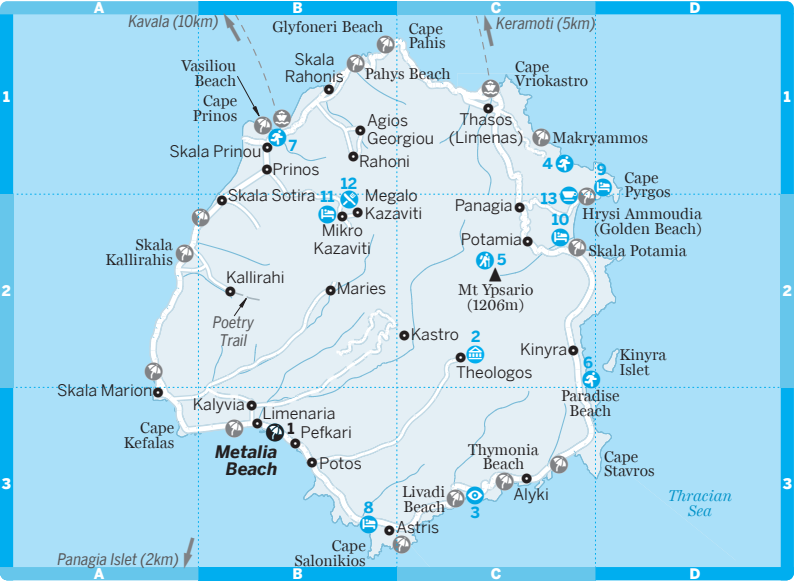 A
B
C
D
Kavala (10km)
Glyfoneri Beach
Cape
Pahis
Keramoti (5km)
Vasiliou
Beach
Skala
Rahonis
Pahys Beach
Cape
Vriokastro
1
1
Cape
Prinos
Agios
Georgiou
Thasos
(Limenas)
Makryammos
7
Skala Prinou
Rahoni
4
9
Prinos
Cape
Pyrgos
12
11
13
Skala Sotira
Megalo
Kazaviti
Panagia
Hrysi Ammoudia
(Golden Beach)
10
Mikro
Kazaviti
Potamia
Skala Potamia
Skala
Kallirahis
5
Kallirahi
Maries
Mt Ypsario
(1206m)
2
2
Poetry
Trail
Kastro
2
Theologos
Kinyra
Kinyra
Islet
6
Skala Marion
Paradise
Beach
Kalyvia
Limenaria
Cape
Kefalas
1
Pefkari
Metalia
Beach
Potos
Thymonia
Beach
Cape
Stavros
3
3
Livadi
Beach
3
Alyki
Thracian
Sea
8
Astris
Cape
Salonikios
Panagia Islet (2km)
A
B
C
D